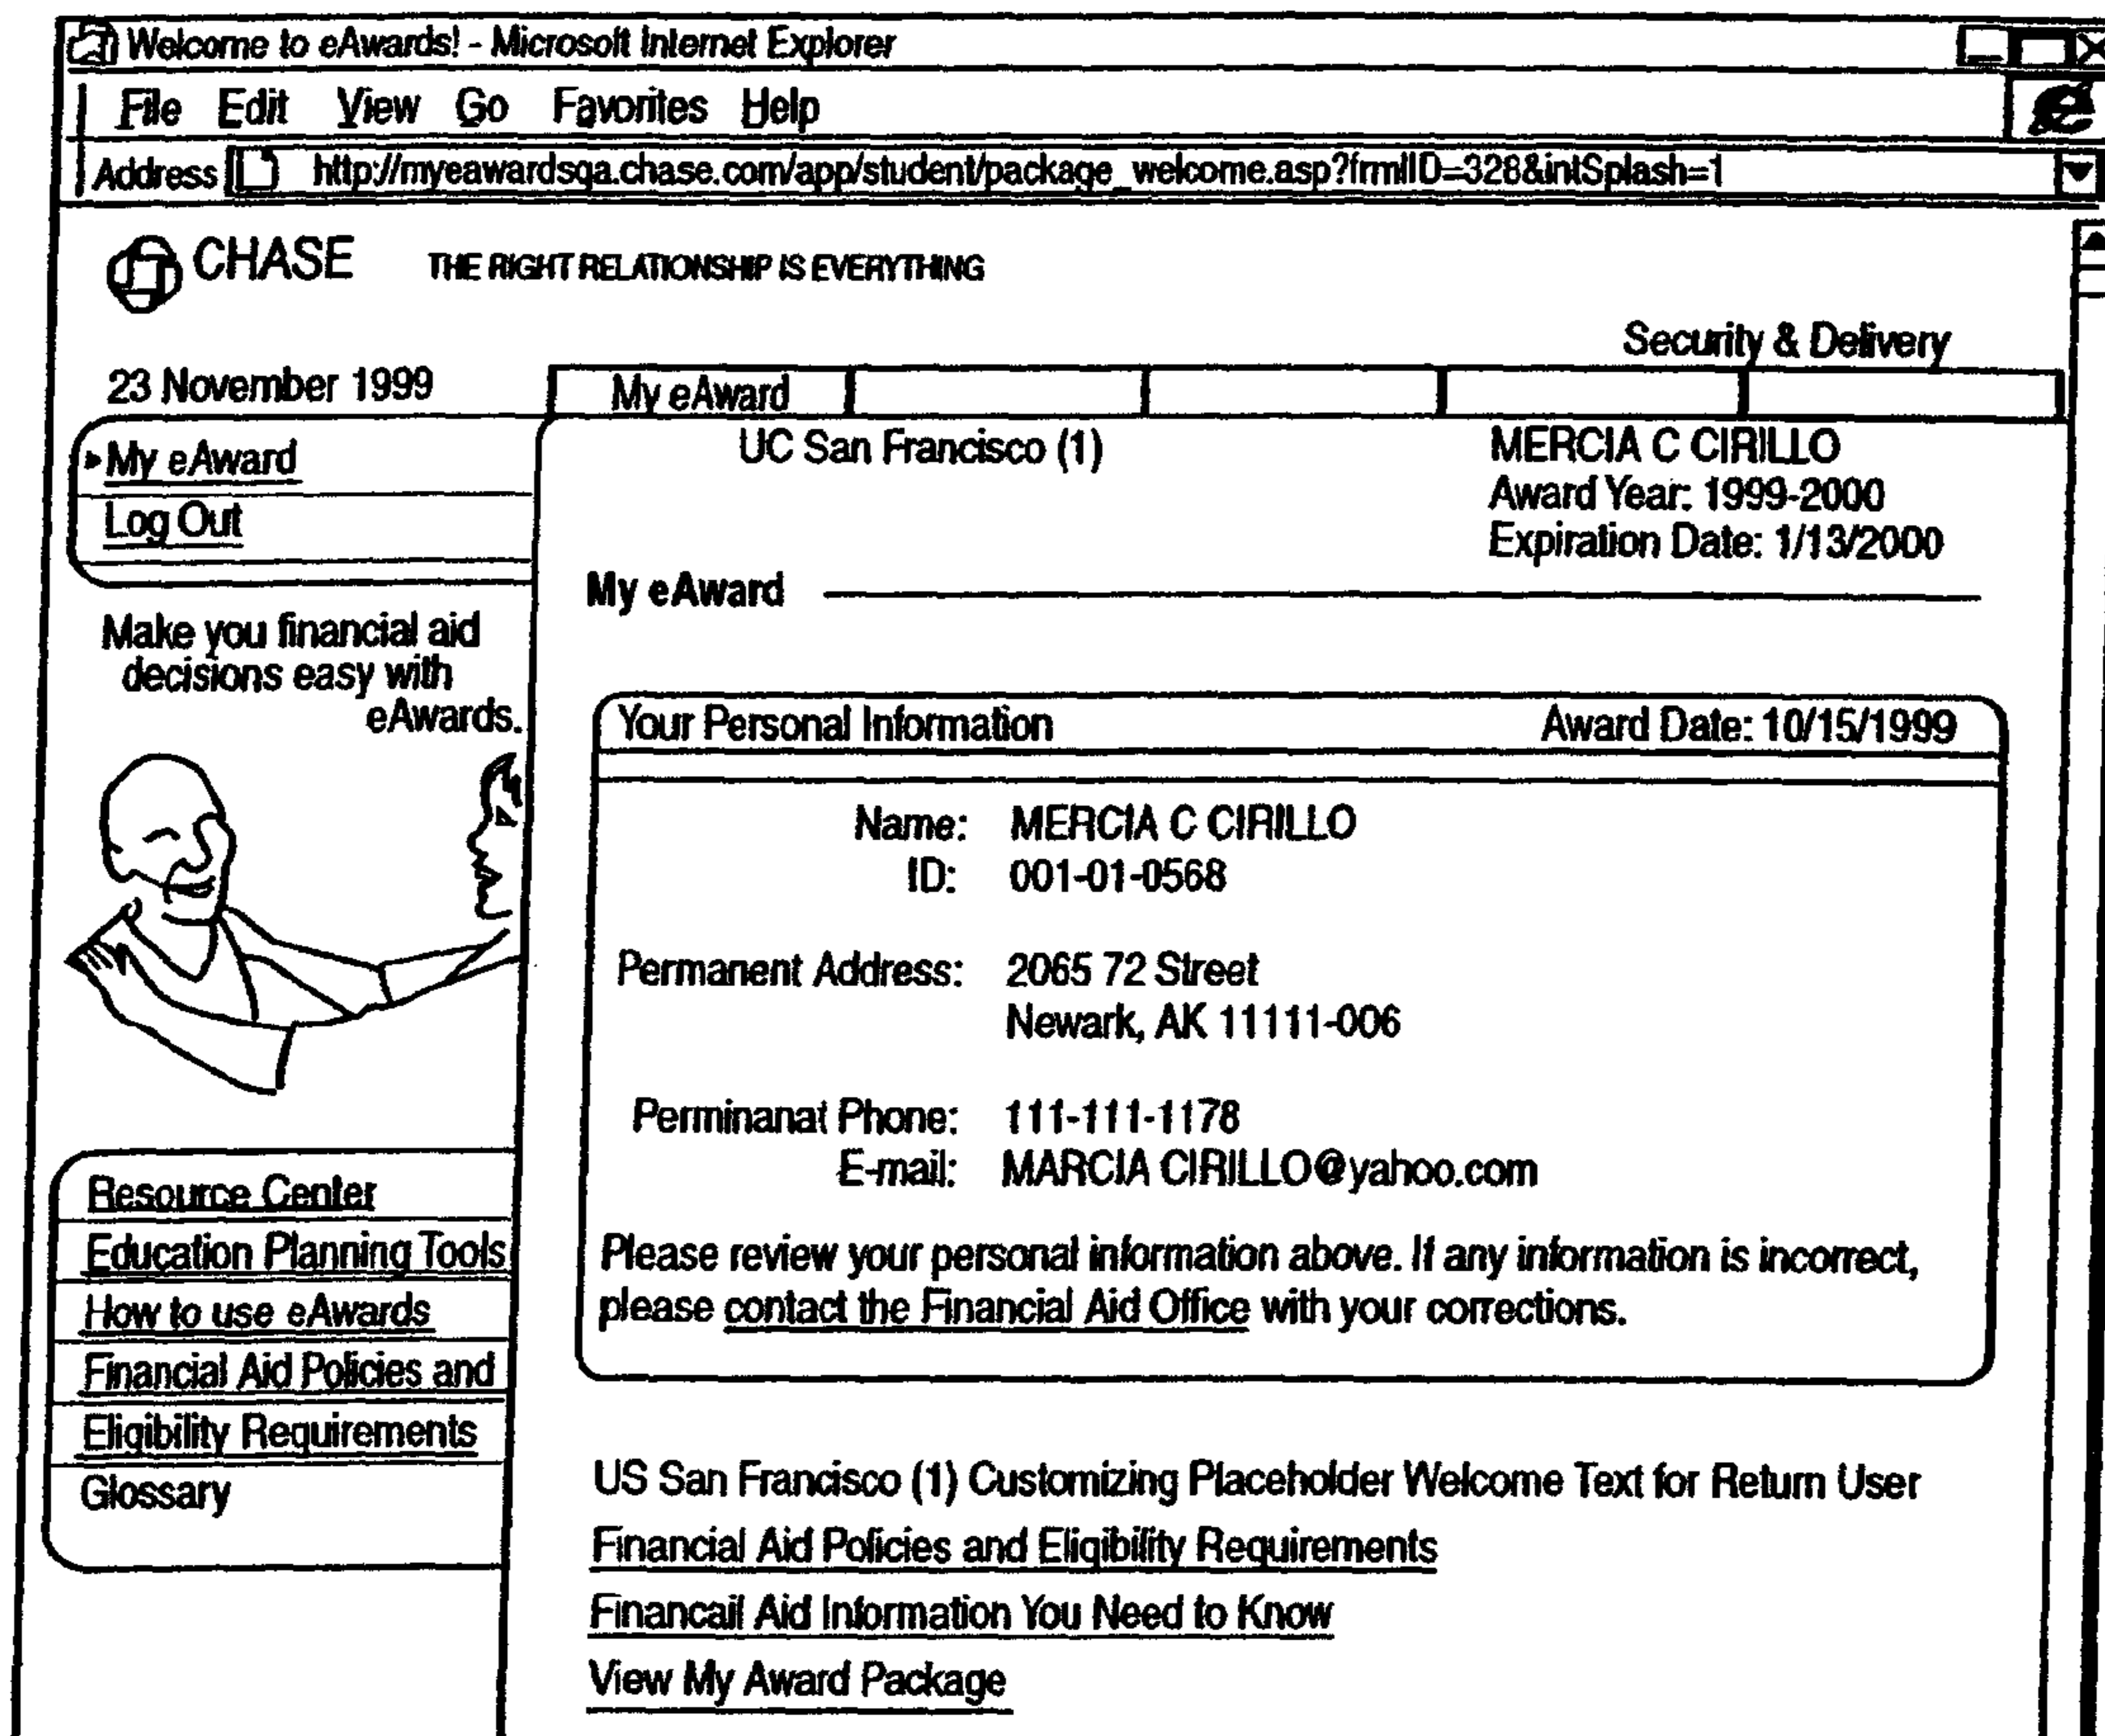 Welcome to eAwards! - Microsoft Internet Explorer
File Edit View Go Favorites Help
Address http://myeawardsqa.chase.com/app/student/package_welcome.asp?frmIID=328&intSplash=1
CHASE THE RIGHT RELATIONSHIP IS EVERYTHING
Security & Delivery
23 November 1999
My eAward
My eAward
Log Out
Make you financial aid
decisions easy with
eAwards.
Resource Center
Education Planning Tools
How to use eAwards
Financial Aid Policies and
Eligibility Requirements
Glossary
UC San Francisco (1)
MERCIA C CIRILLO
Award Year: 1999-2000
Expiration Date: 1/13/2000
My eAward
Your Personal Information Award Date: 10/15/1999
Name: MERCIA C CIRILLO
ID: 001-01-0568
Permanent Address: 2065 72 Street
Newark, AK 11111-006
Perminanat Phone: 111-111-1178
E-mail: MARCIA CIRILLO@yahoo.com
Please review your personal information above. If any information is incorrect,
please contact the Financial Aid Office with your corrections.
US San Francisco (1) Customizing Placeholder Welcome Text for Return User
Financial Aid Policies and Eligibility Requirements
Financail Aid Information You Need to Know
View My Award Package